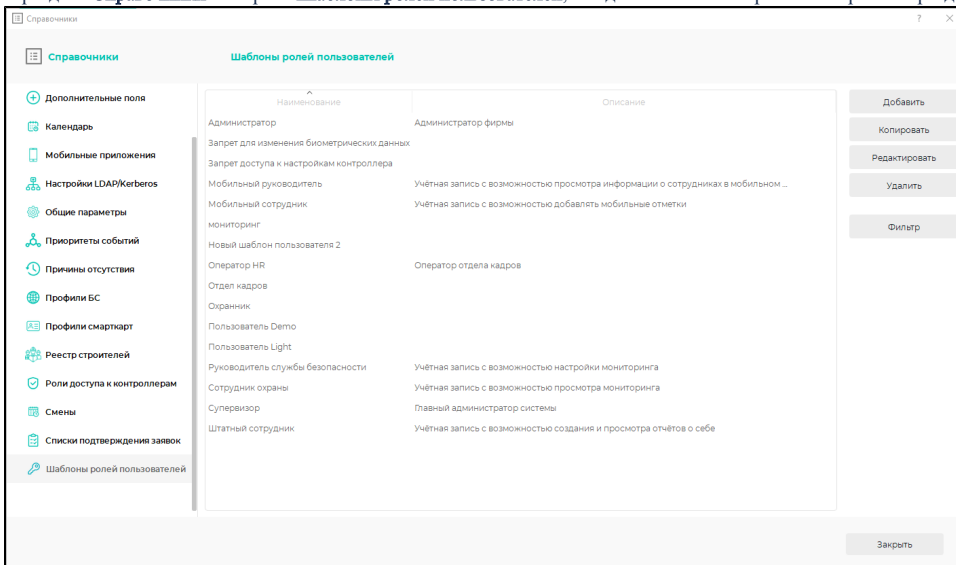 Справочники
? ×
Справочники
Шаблоны ролей пользователей
Дополнительные поля
Календарь
Мобильные приложения
Настройки LDAP/Kerberos
Общие параметры
Приоритеты событий
Причины отсутствия
Профили БС
Профили смарткарт
Реестр строителей
Роли доступа к контроллерам
Смены
Списки подтверждения заявок
Шаблоны ролей пользователей
Наименование Описание
Администратор Администратор фирмы
Запрет для изменения биометрических данных
Запрет доступа к настройкам контроллера
Мобильный руководитель Учётная запись с возможностью просмотра информации о сотрудниках в мобильном ...
Мобильный сотрудник Учётная запись с возможностью добавлять мобильные отметки
мониторинг
Новый шаблон пользователя 2
Оператор HR Оператор отдела кадров
Отдел кадров
Охранник
Пользователь Demo
Пользователь Light
Руководитель службы безопасности Учётная запись с возможностью настройки мониторинга
Сотрудник охраны Учётная запись с возможностью просмотра мониторинга
Супервизор Главный администратор системы
Штатный сотрудник Учётная запись с возможностью создания и просмотра отчётов о себе
Добавить
Копировать
Редактировать
Удалить
Фильтр
Закрыть